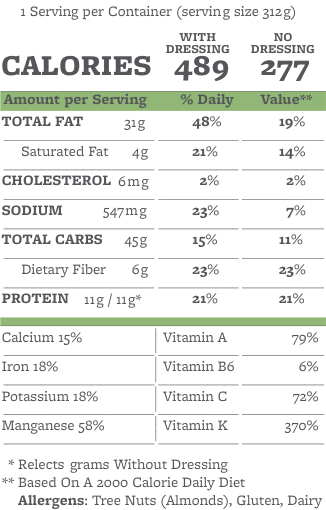 1 Serving per Container (serving size 312g)
WITH DRESSING NO DRESSING
CALORIES 489 277
Amount per Serving % Daily Value**
TOTAL FAT 31g 48% 19%
Saturated Fat 4g 21% 14%
CHOLESTEROL 6mg 2% 2%
SODIUM 547mg 23% 7%
TOTAL CARBS 45g 15% 11%
Dietary Fiber 6g 23% 23%
PROTEIN 11g / 11g* 21% 21%
Calcium 15% Vitamin A 79%
Iron 18% Vitamin B6 6%
Potassium 18% Vitamin C 72%
Manganese 58% Vitamin K 370%
* Relects grams Without Dressing
** Based On A 2000 Calorie Daily Diet
Allergens: Tree Nuts (Almonds), Gluten, Dairy